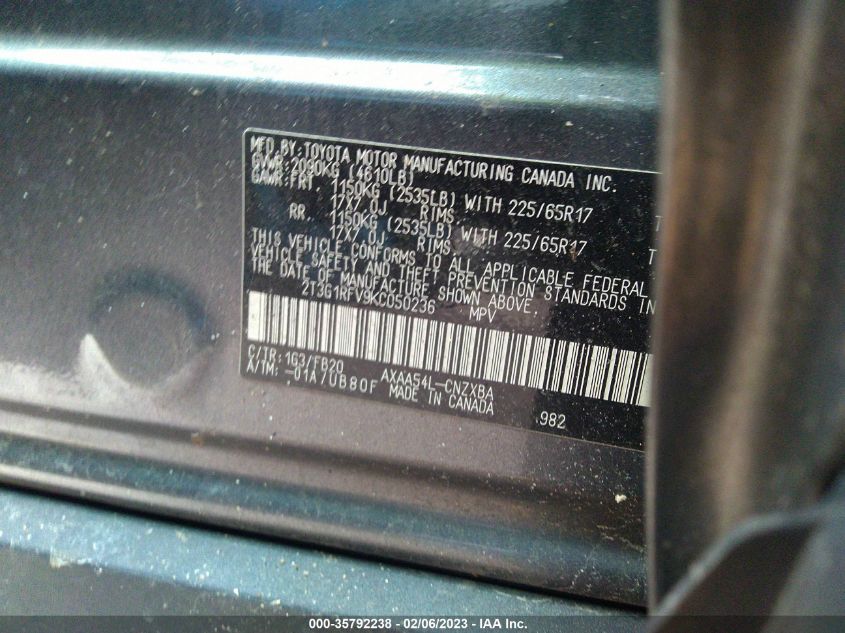 MFD.BY:TOYOTA MOTOR MANUFACTURING CANADA INC.
GVWR:2090KG (4610LB)
GAWR:FRT. 1150KG (2535LB) WITH 225/65R17
17X7.0J RIMS
RR. 1150KG (2535LB) WITH 225/65R17
17X7.0J RIMS
THIS VEHICLE CONFORMS TO ALL APPLICABLE FEDERAL
VEHICLE SAFETY AND THEFT PREVENTION STANDARDS IN
THE DATE OF MANUFACTURE SHOWN ABOVE.
2T3G1RFV9KC050236 MPV
C/TR:1G3/FB20 AXAA54L-CNZXBA
A/TM: -01A/UB80F MADE IN CANADA
982
000-35792238 - 02/06/2023 - IAA Inc.